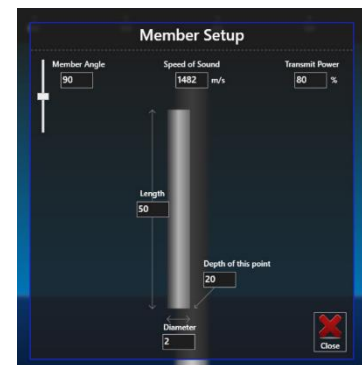 Member Setup
Member Angle Speed of Sound Transmit Power
90 1482 m/s 80 %
Length
50
Depth of this point
20
Diameter
2
Close